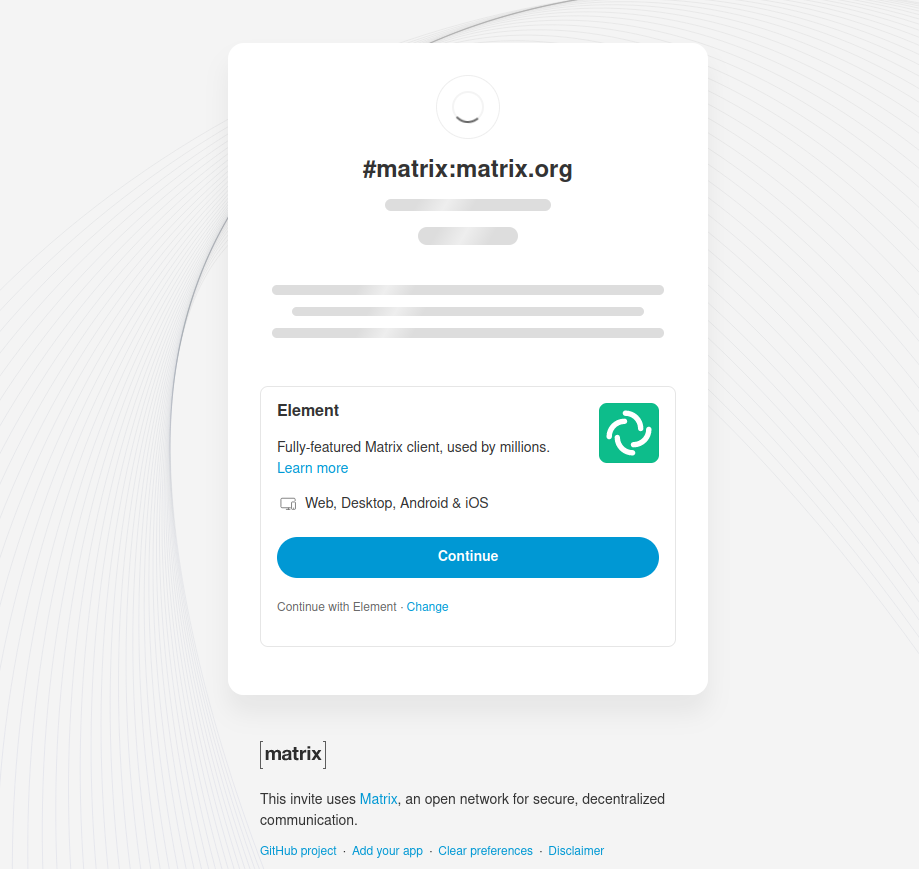 #matrix:matrix.org
Element
Fully-featured Matrix client, used by millions.
Learn more
Web, Desktop, Android & iOS
Continue
Continue with Element · Change
[matrix]
This invite uses Matrix, an open network for secure, decentralized
communication.
GitHub project · Add your app · Clear preferences · Disclaimer